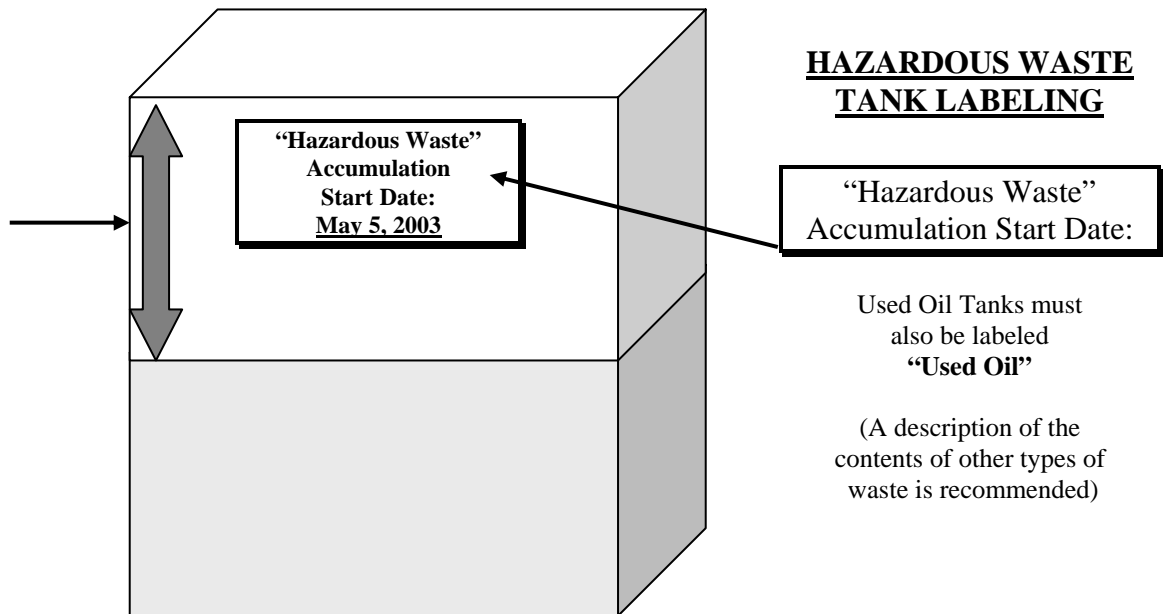 HAZARDOUS WASTE
TANK LABELING
“Hazardous Waste”
Accumulation
Start Date:
May 5, 2003
“Hazardous Waste”
Accumulation Start Date:
Used Oil Tanks must
also be labeled
“Used Oil”
(A description of the
contents of other types of
waste is recommended)